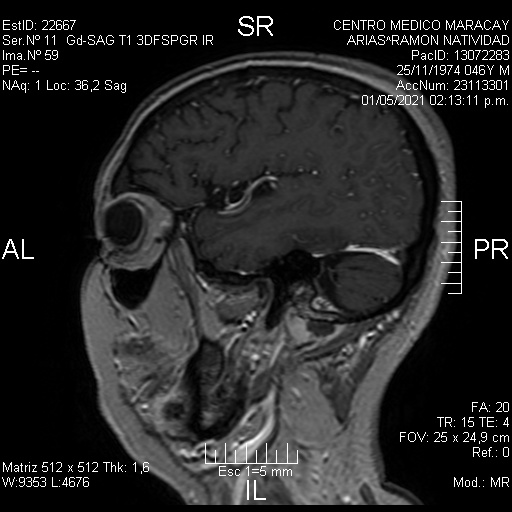 EstID: 22667
Ser.Nº 11 Gd-SAG T1 3DFSPGR IR
Ima.Nº 59
PE= --
NAq: 1 Loc: 36,2 Sag
SR
CENTRO MEDICO MARACAY
ARIAS^RAMON NATIVIDAD
PacID: 13072283
25/11/1974 046Y M
AccNum: 23113301
01/05/2021 02:13:11 p.m.
AL
PR
FA: 20
TR: 15 TE: 4
FOV: 25 x 24,9 cm
Ref.: 0
Matriz 512 x 512 Thk: 1,6
W:9353 L:4676
Esc 1=5 mm
IL
Mod.: MR